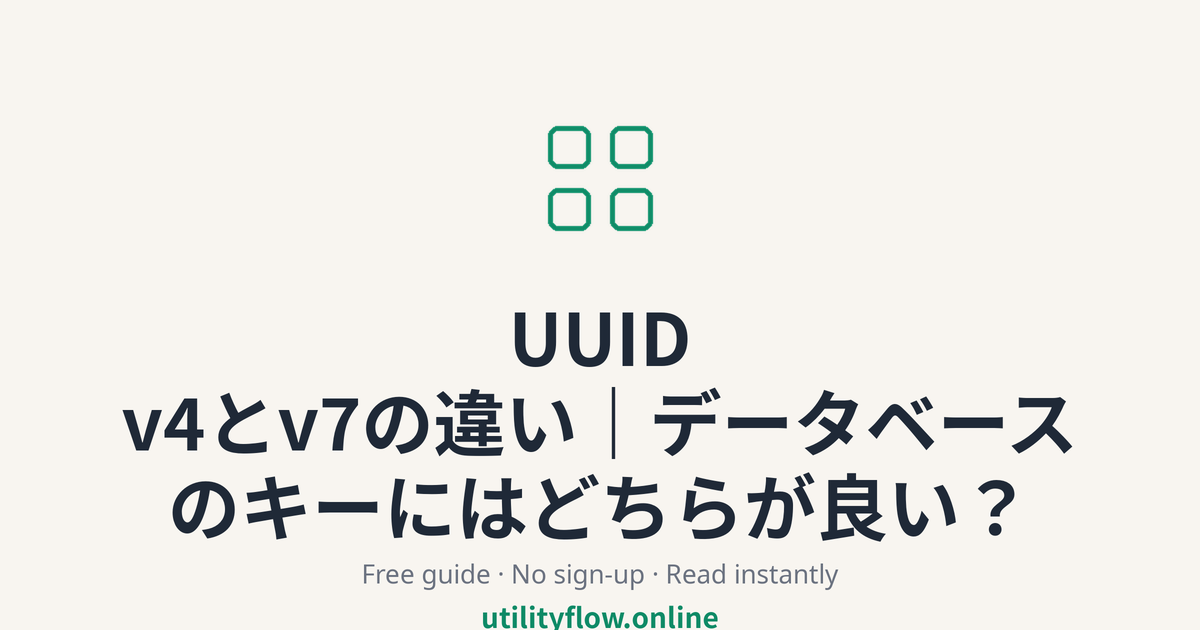 UUID
v4とv7の違い｜データベース
のキーにはどちらが良い？
Free guide · No sign-up · Read instantly
utilityflow.online